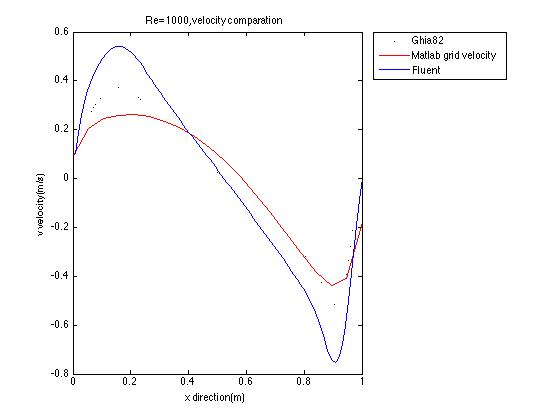 Re=1000,velocity comparation
Ghia82
Matlab grid velocity
Fluent
v velocity(m/s)
0.6
0.4
0.2
0
-0.2
-0.4
-0.6
-0.8
0 0.2 0.4 0.6 0.8 1
x direction(m)